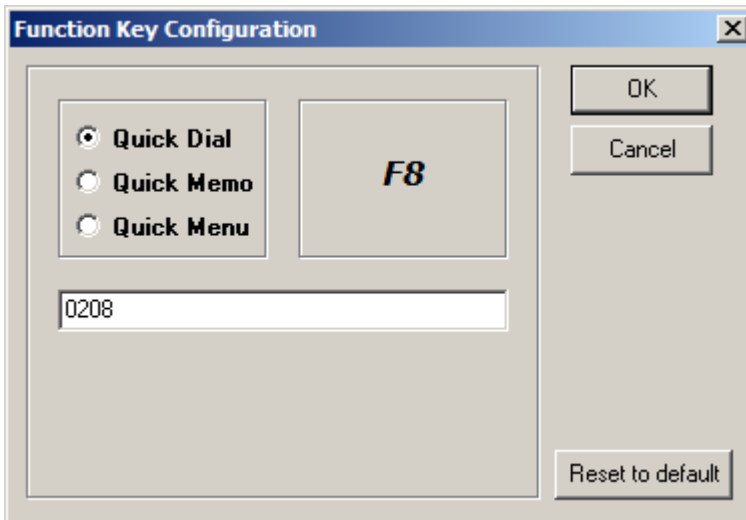 Function Key Configuration
Quick Dial
Quick Memo
Quick Menu
F8
OK
Cancel
0208
Reset to default